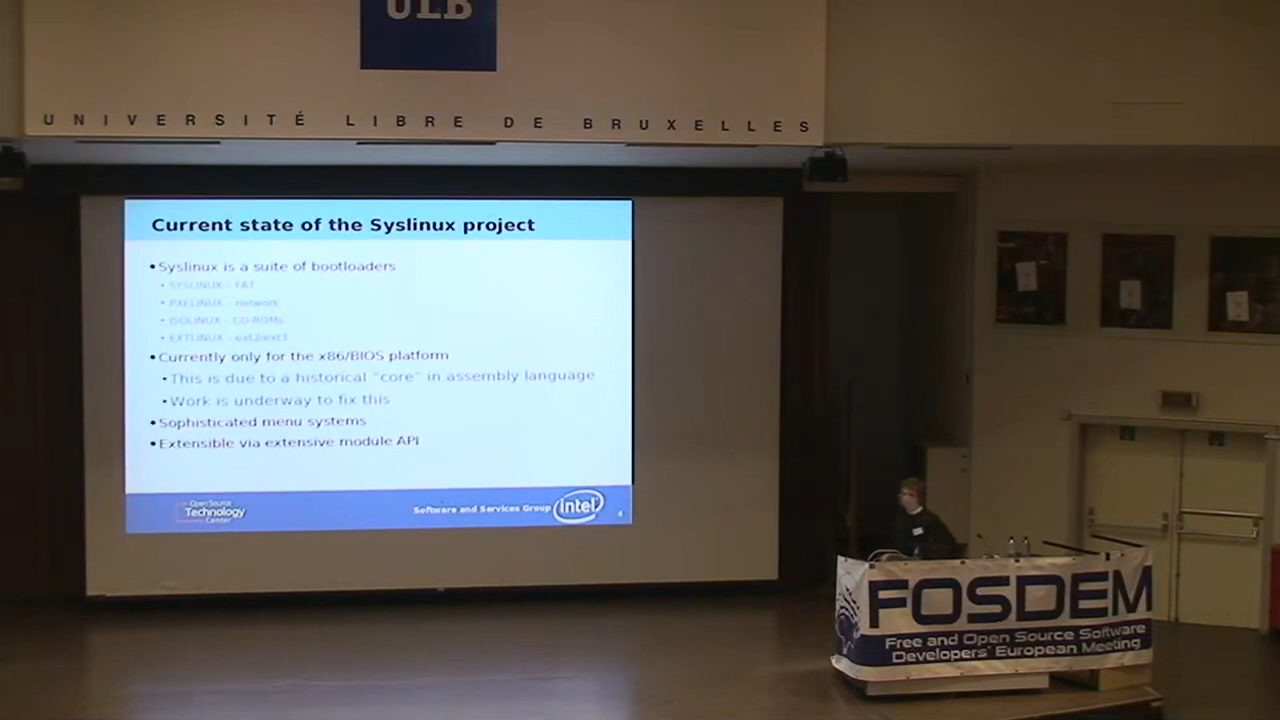 ULB
UNIVERSITÉ LIBRE DE BRUXELLES
Current state of the Syslinux project
•Syslinux is a suite of bootloaders
•SYSLINUX - FAT
•PXELINUX - network
•ISOLINUX - CD-ROMs
•EXTLINUX - ext2/ext3
•Currently only for the x86/BIOS platform
•This is due to a historical "core" in assembly language
•Work is underway to fix this
•Sophisticated menu systems
•Extensible via extensive module API
Open Source
Technology
Center
Software and Services Group
intel
4
FOSDEM
Free and Open Source Software
Developers' European Meeting